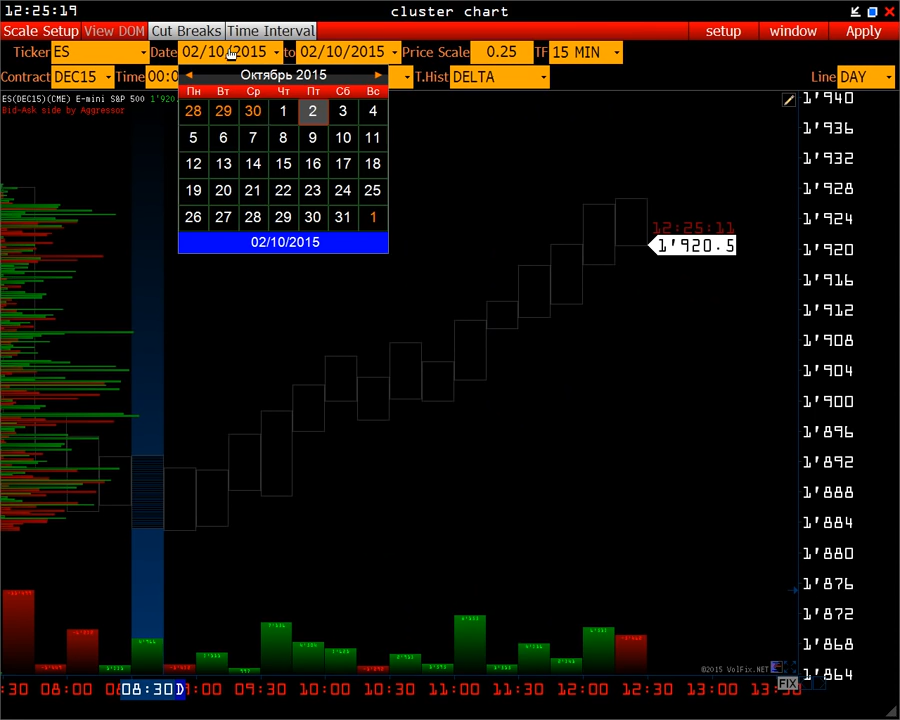 12:25:19 cluster chart
Scale Setup View DOM Cut Breaks Time Interval setup window Apply
Ticker ES Date 02/10/2015 to 02/10/2015 Price Scale 0.25 TF 15 MIN
Contract DEC15 Time 00:0 T.Hist DELTA Line DAY
Октябрь 2015
Пн Вт Ср Чт Пт Сб Вс
28 29 30 1 2 3 4
5 6 7 8 9 10 11
12 13 14 15 16 17 18
19 20 21 22 23 24 25
26 27 28 29 30 31 1
02/10/2015
ES(DEC15)(CME) E-mini S&P 500 1'920.
Bid-Ask side by Aggressor
1'940
1'936
1'932
1'928
1'924
1'920
1'916
1'912
1'908
1'904
1'900
1'896
1'892
1'888
1'884
1'880
1'876
1'872
1'868
1'864
12:25:11
1'920.5
©2015 VolFix.NET
FIX
:30 08:00 08:30 D :00 09:30 10:00 10:30 11:00 11:30 12:00 12:30 13:00 13:30